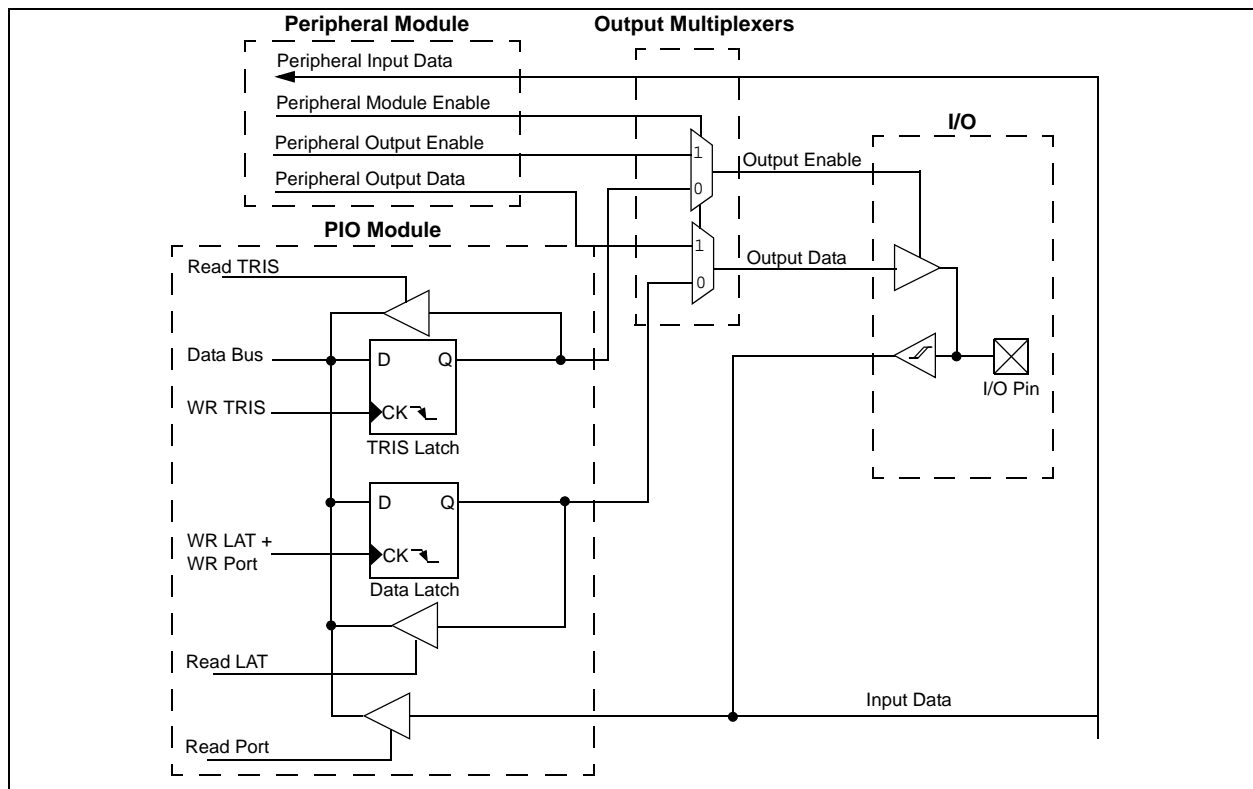 Peripheral Module
Output Multiplexers
Peripheral Input Data
Peripheral Module Enable
I/O
Peripheral Output Enable
1
Output Enable
Peripheral Output Data
0
PIO Module
1
Read TRIS
Output Data
0
Data Bus
D
Q
I/O Pin
WR TRIS
CK
TRIS Latch
D
Q
WR LAT +
WR Port
CK
Data Latch
Read LAT
Input Data
Read Port